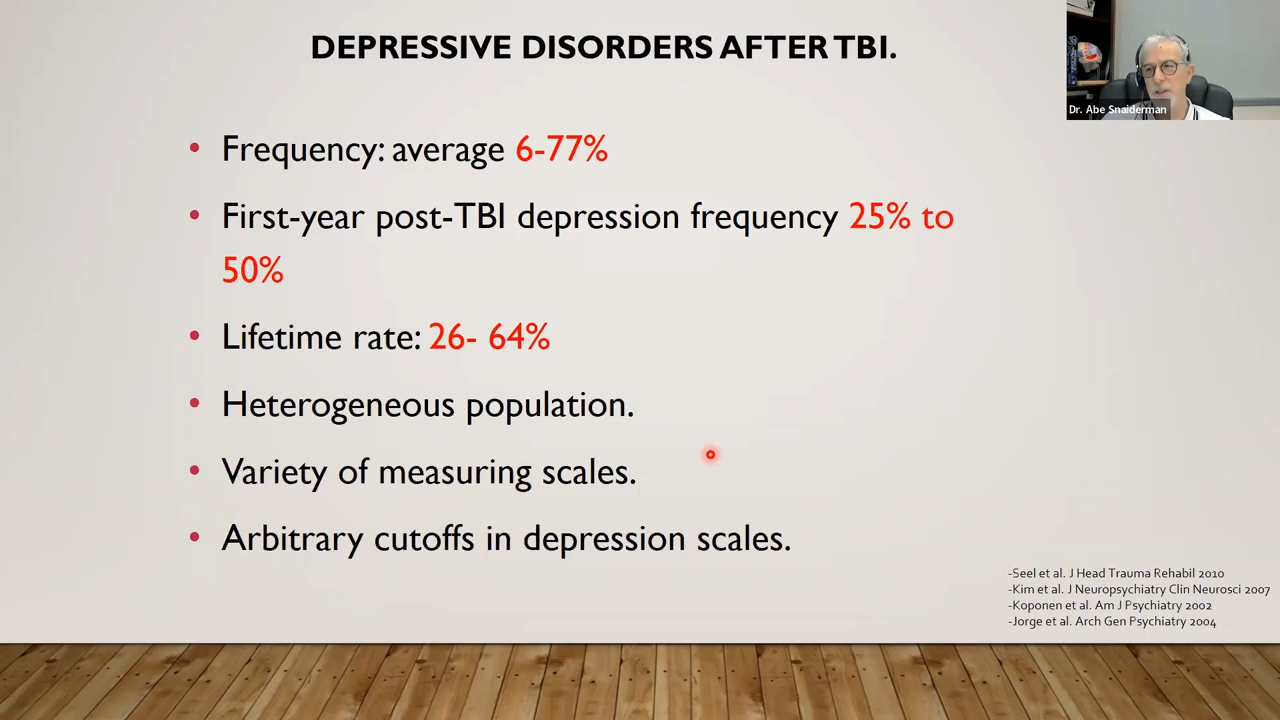 DEPRESSIVE DISORDERS AFTER TBI.
Dr. Abe Snaiderman
• Frequency: average 6-77%
• First-year post-TBI depression frequency 25% to
50%
• Lifetime rate: 26- 64%
• Heterogeneous population.
• Variety of measuring scales.
• Arbitrary cutoffs in depression scales.
-Seel et al. J Head Trauma Rehabil 2010
-Kim et al. J Neuropsychiatry Clin Neurosci 2007
-Koponen et al. Am J Psychiatry 2002
-Jorge et al. Arch Gen Psychiatry 2004